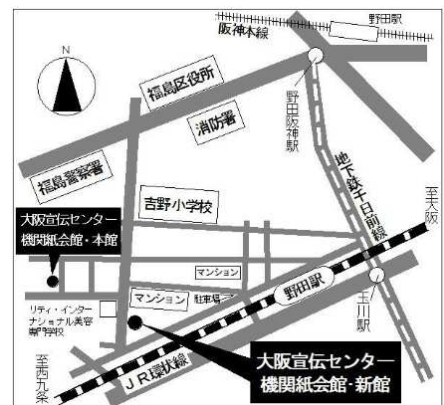 野田駅
阪神本線
N
福島区役所
消防署
野田阪神駅
福島警察署
地下鉄千日前線
吉野小学校
至大阪
大阪宣伝センター
機関紙会館・本館
マンション
野田駅
マンション
駐車場
玉川駅
リティ・インター
ナショナル美容
専門学校
大阪宣伝センター
機関紙会館・新館
JR環状線
至西九条